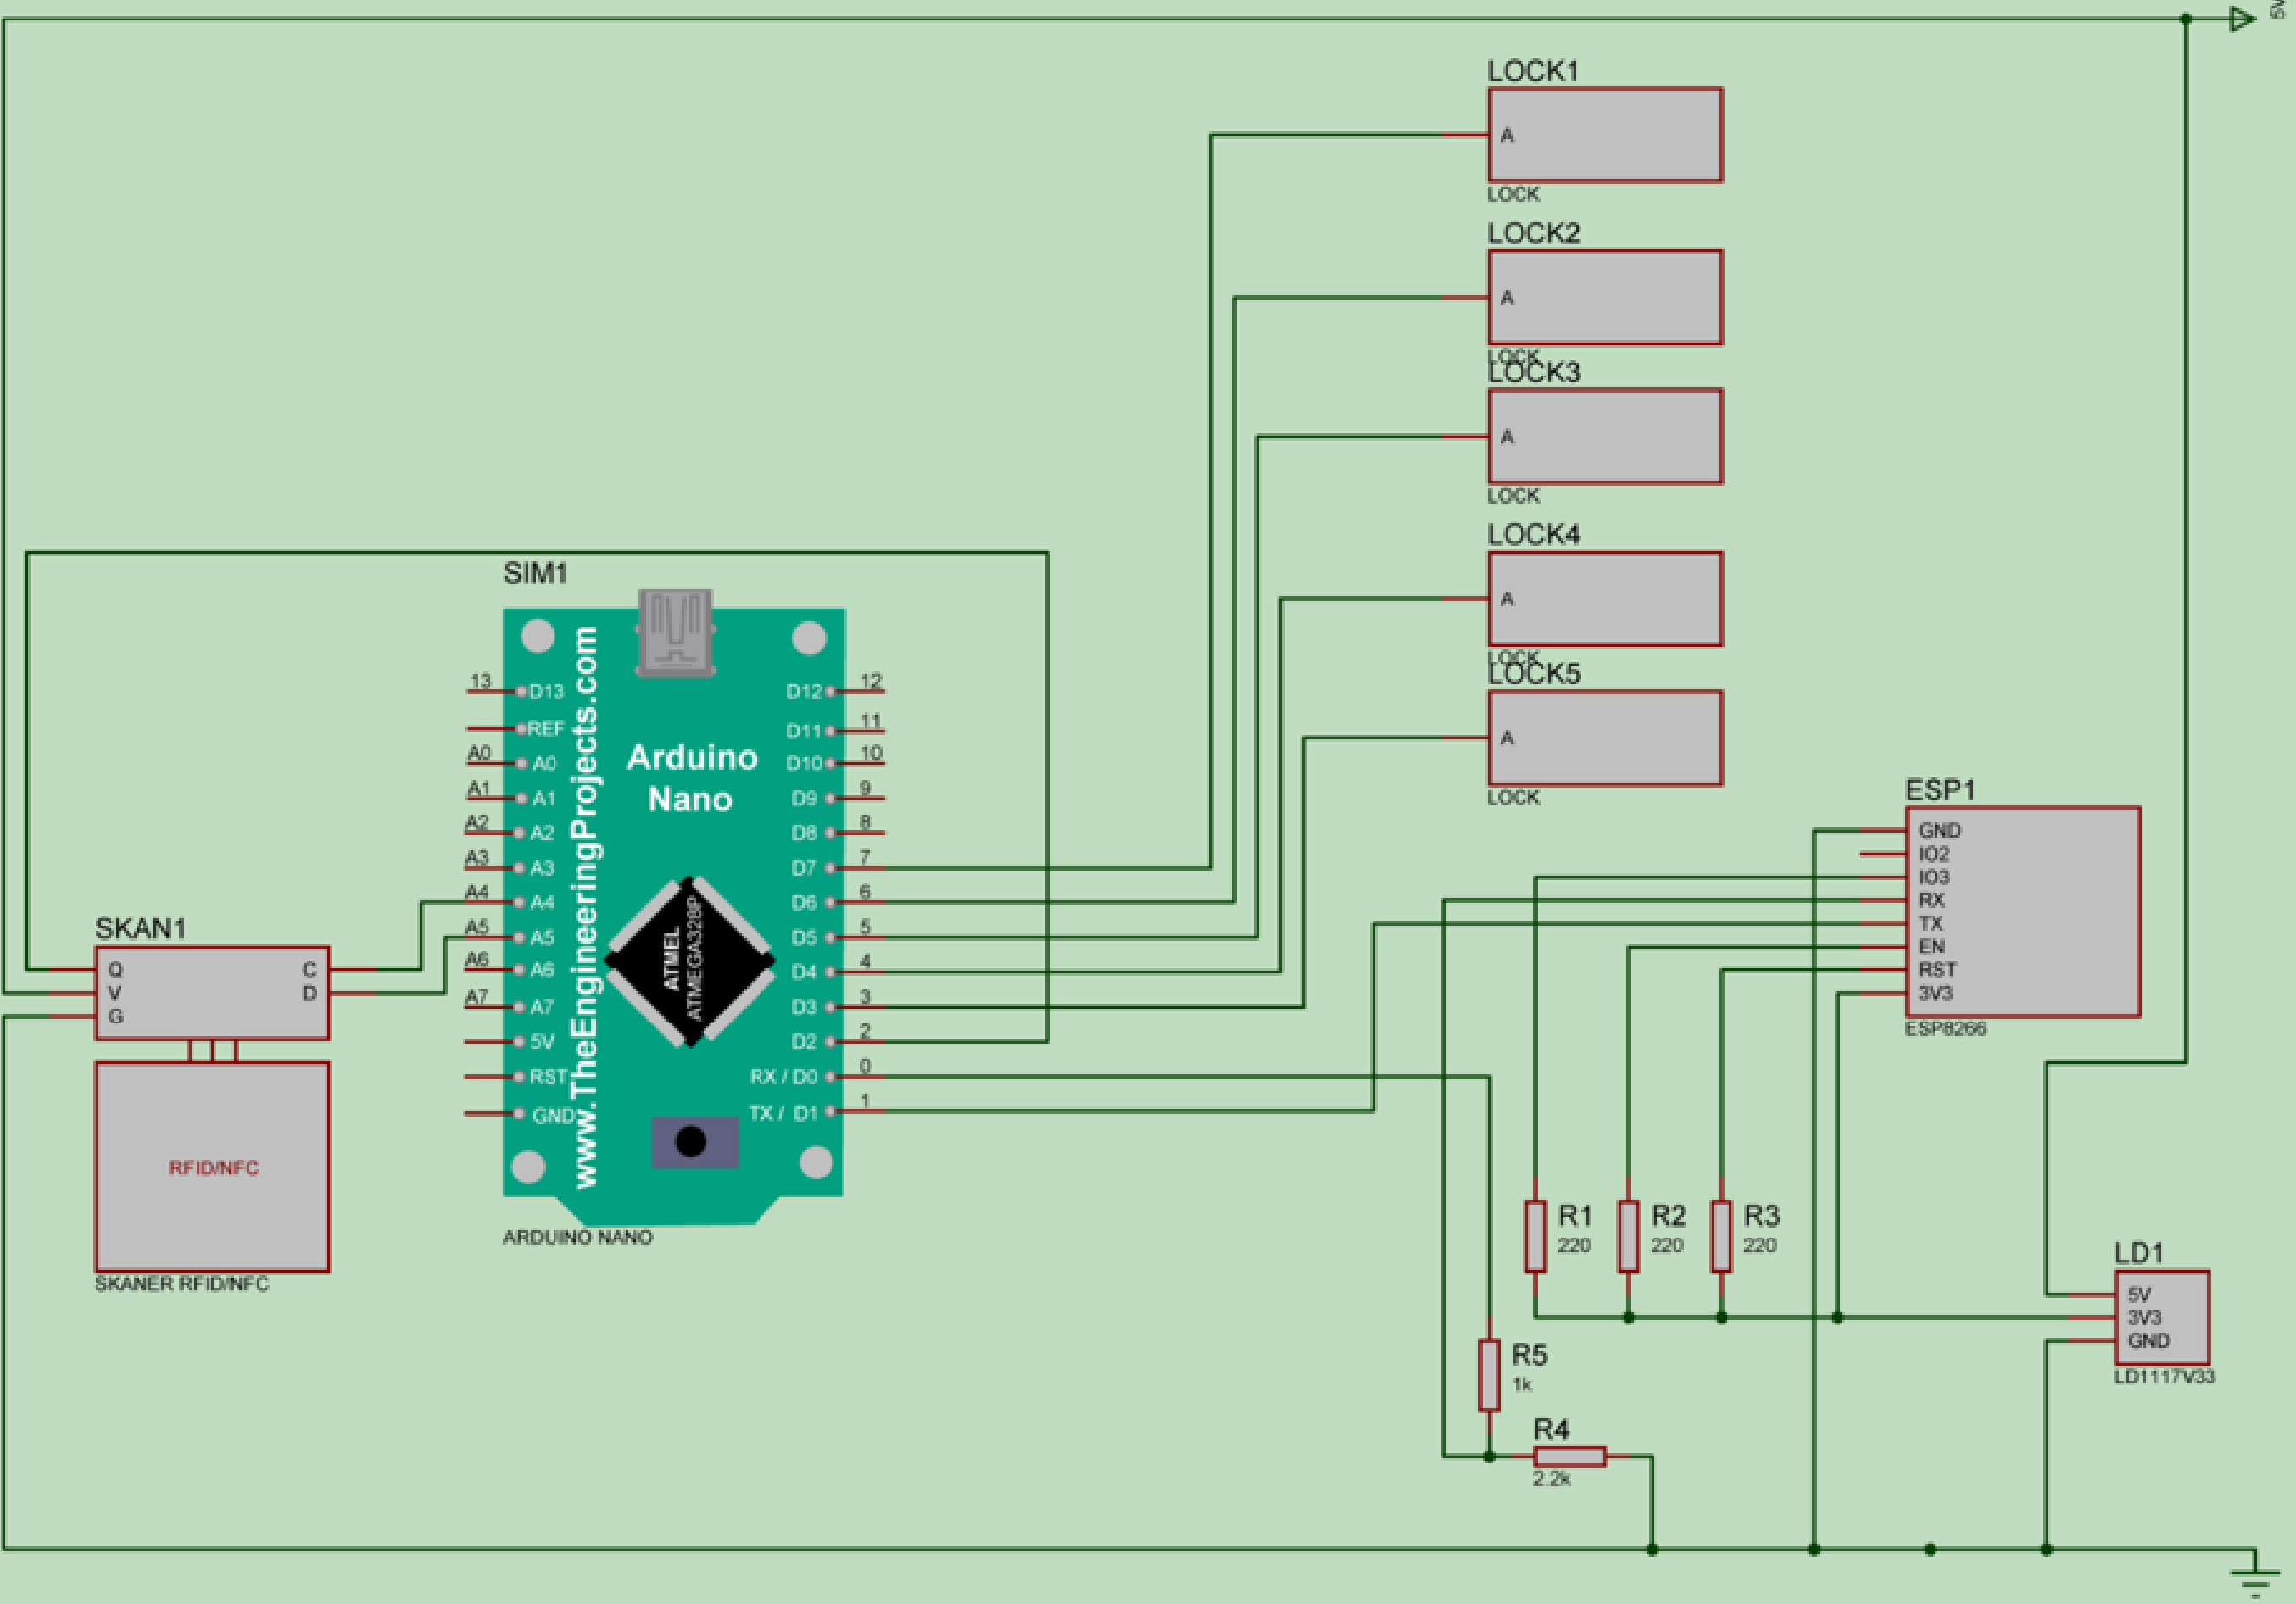 5V
LOCK1
A
LOCK
LOCK2
A
LOCK
LOCK3
A
LOCK
LOCK4
A
LOCK
LOCK5
A
LOCK
SIM1
www.TheEngineeringProjects.com
Arduino
Nano
ATMEL
ATMEGA328P
13 D13
REF
A0 A0
A1 A1
A2 A2
A3 A3
A4 A4
A5 A5
A6 A6
A7 A7
5V
RST
GND
D12 12
D11 11
D10 10
D9 9
D8 8
D7 7
D6 6
D5 5
D4 4
D3 3
D2 2
RX / D0 0
TX / D1 1
ARDUINO NANO
SKAN1
Q C
V D
G
RFID/NFC
SKANER RFID/NFC
ESP1
GND
IO2
IO3
RX
TX
EN
RST
3V3
ESP8266
R1
220
R2
220
R3
220
LD1
5V
3V3
GND
LD1117V33
R5
1k
R4
2.2k